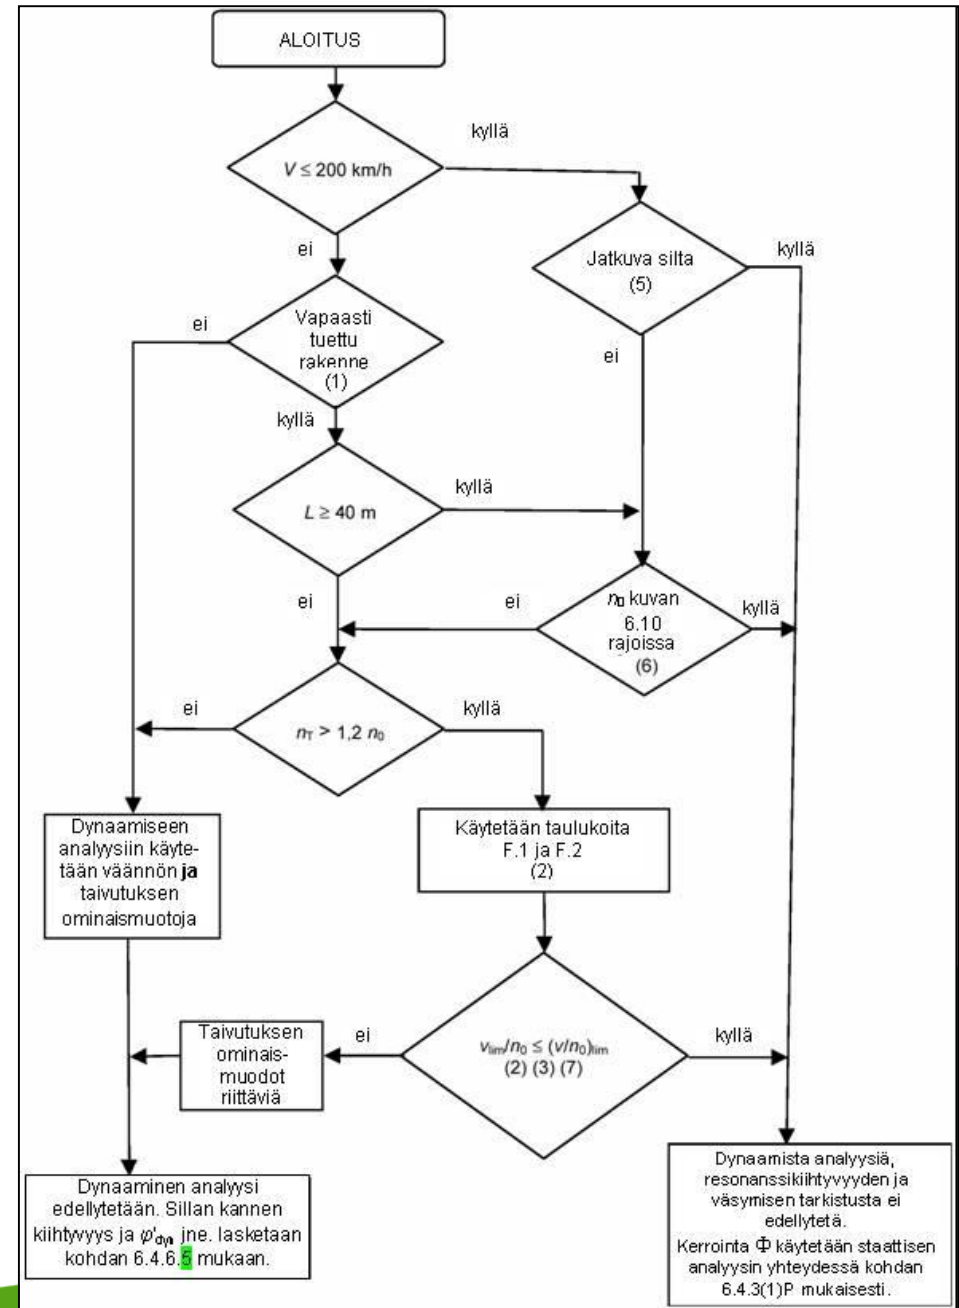 ALOITUS
kyllä
V ≤ 200 km/h
ei
kyllä
Jatkuva silta
(5)
ei
Vapaasti
tuettu
rakenne
(1)
ei
kyllä
kyllä
L ≥ 40 m
ei
ei
n₀ kuvan
6.10
rajoissa
(6)
kyllä
ei
kyllä
nT > 1,2 n₀
Dynaamiseen
analyysiin käyte-
tään väännön ja
taivutuksen
ominaismuotoja
Käytetään taulukoita
F.1 ja F.2
(2)
Taivutuksen
ominais-
muodot
riittäviä
ei
vlim/n₀ ≤ (v/n₀)lim
(2) (3) (7)
kyllä
Dynaaminen analyysi
edellytetään. Sillan kannen
kiihtyvyys ja φ'dyn jne. lasketaan
kohdan 6.4.6.5 mukaan.
Dynaamista analyysiä,
resonanssikiihtyvyyden ja
väsymisen tarkistusta ei
edellytetä.
Kerrointa Φ käytetään staattisen
analysin yhteydessä kohdan
6.4.3(1)P mukaisesti.